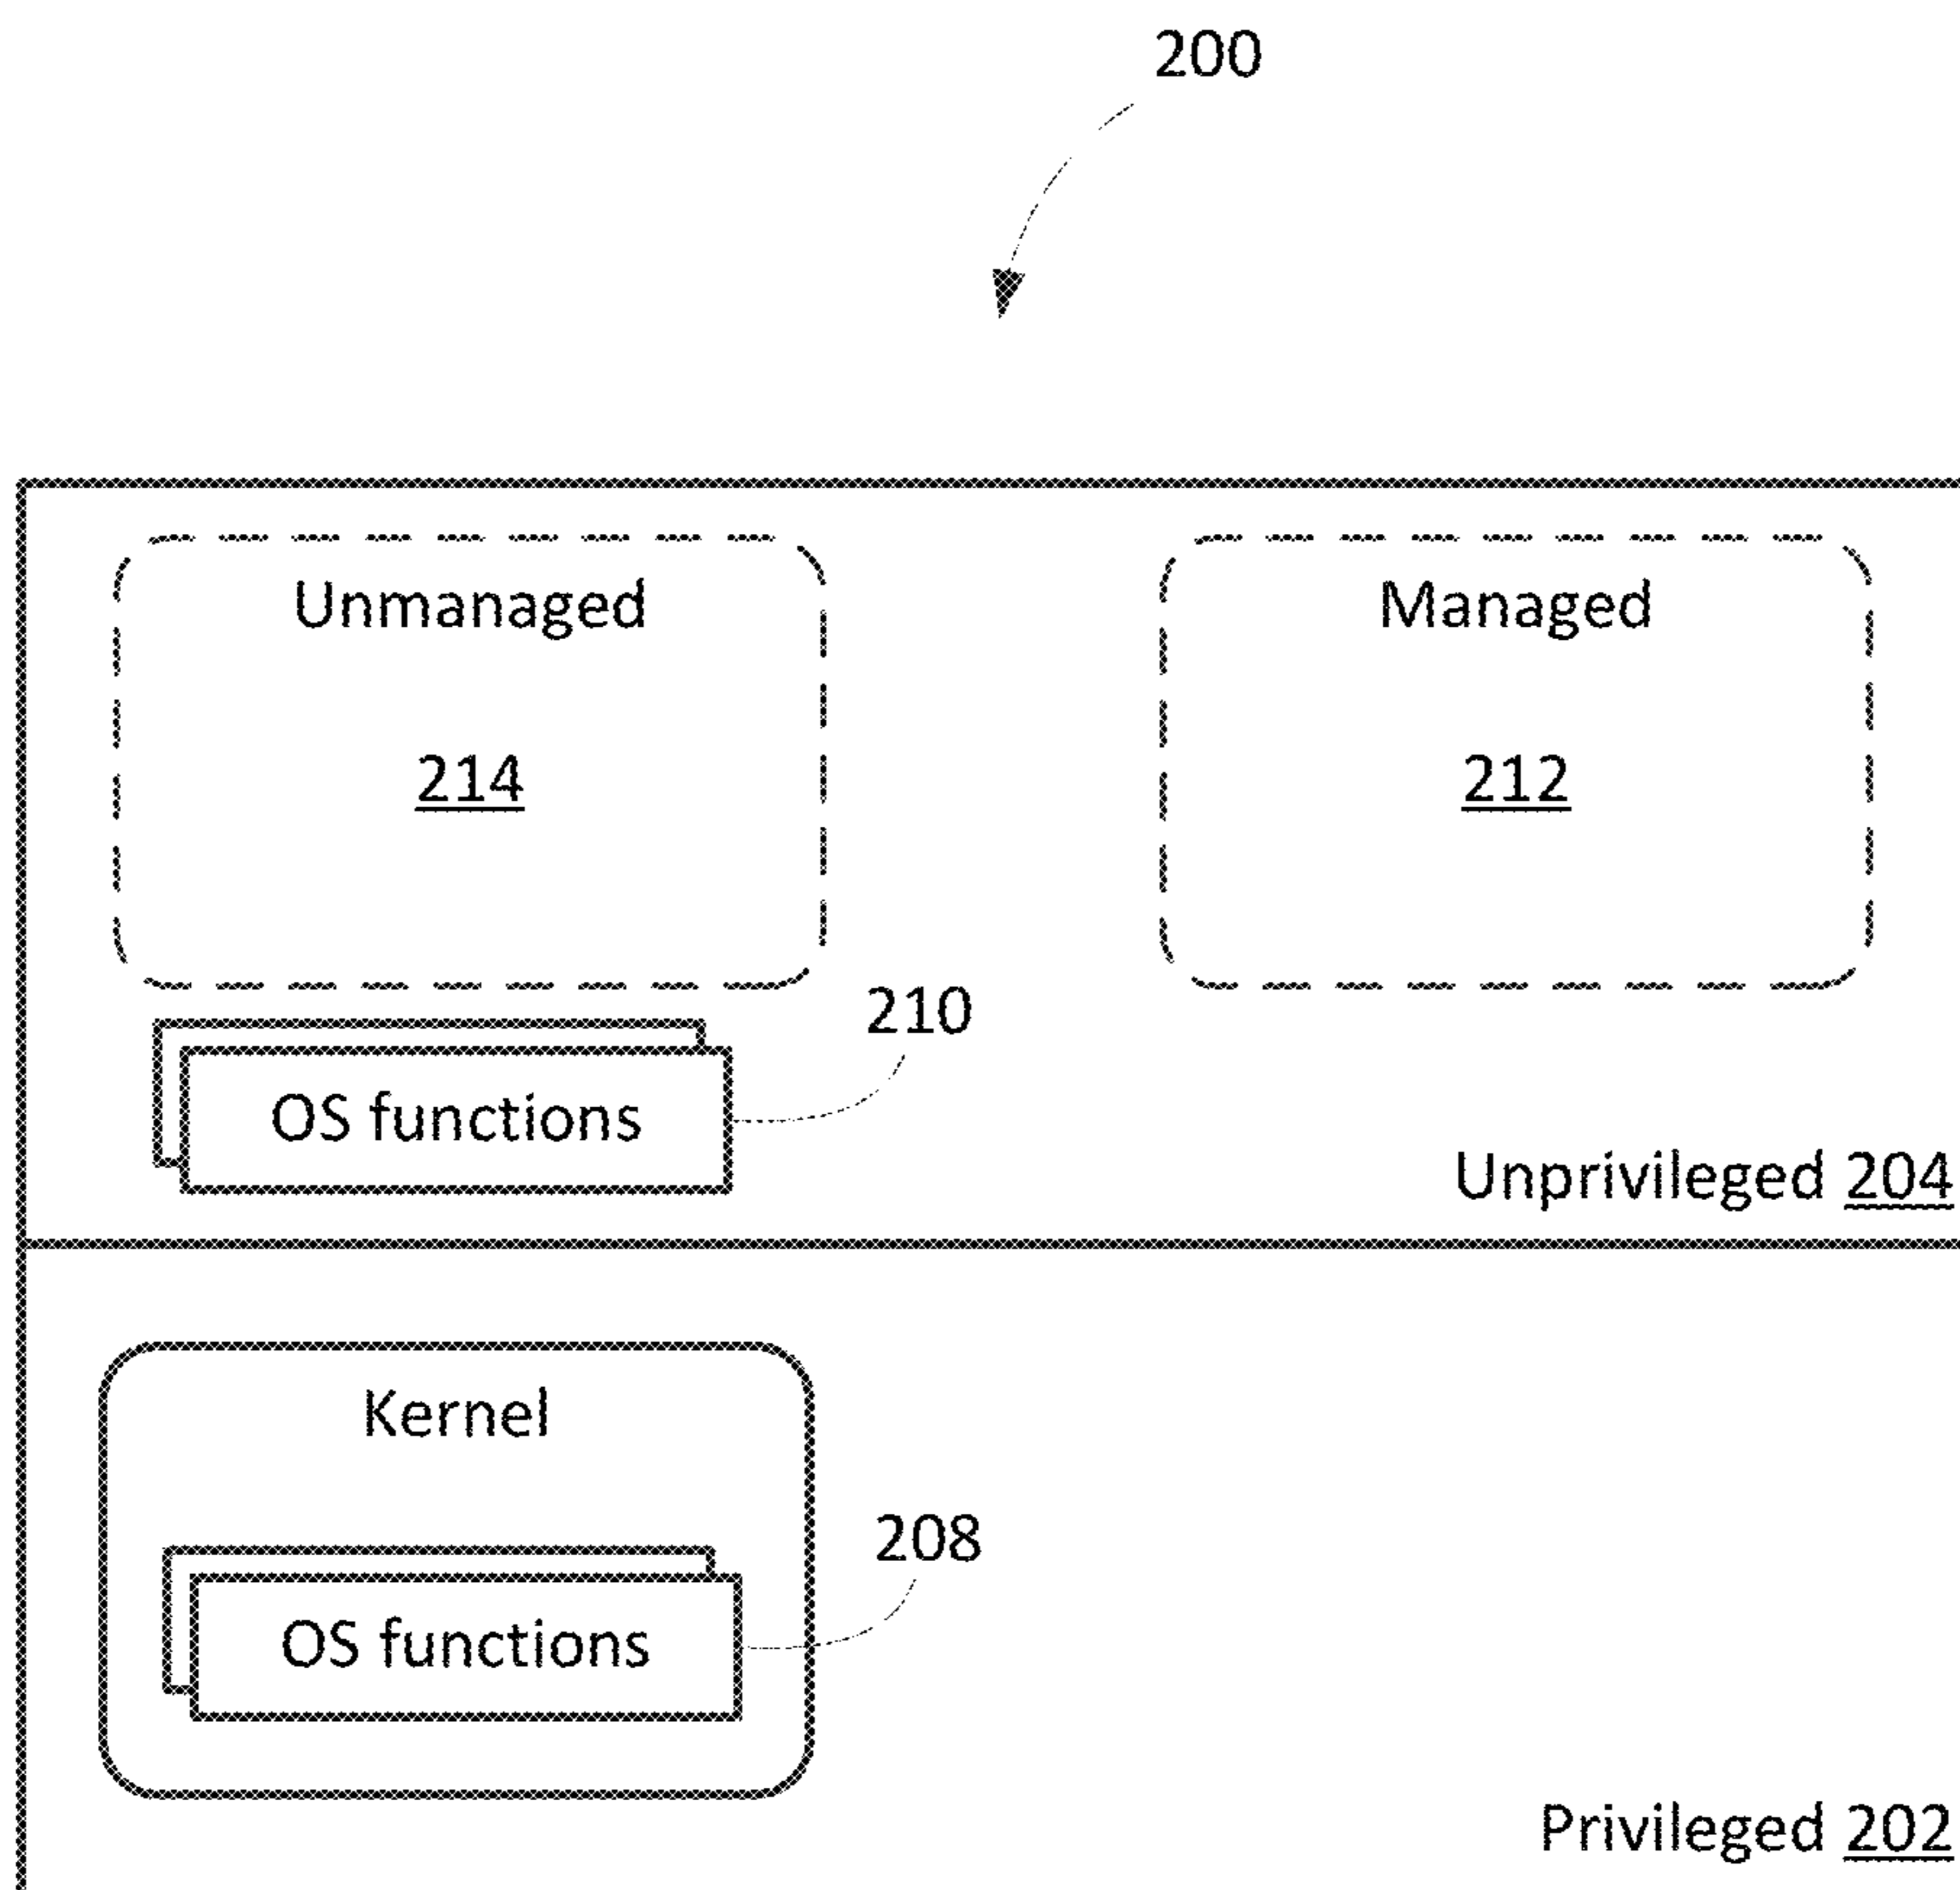 200
Unmanaged
Managed
214
212
210
OS functions
Unprivileged 204
Kernel
208
OS functions
Privileged 202